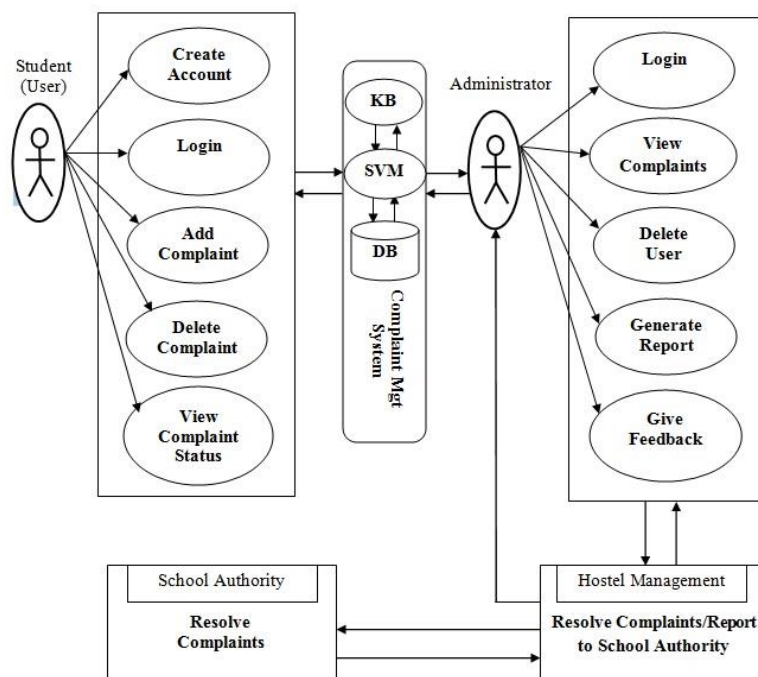 Student
(User)
Create
Account
Login
Add
Complaint
Delete
Complaint
View
Complaint
Status
KB
SVM
DB
Complaint Mgt
System
Administrator
Login
View
Complaints
Delete
User
Generate
Report
Give
Feedback
School Authority
Resolve
Complaints
Hostel Management
Resolve Complaints/Report
to School Authority